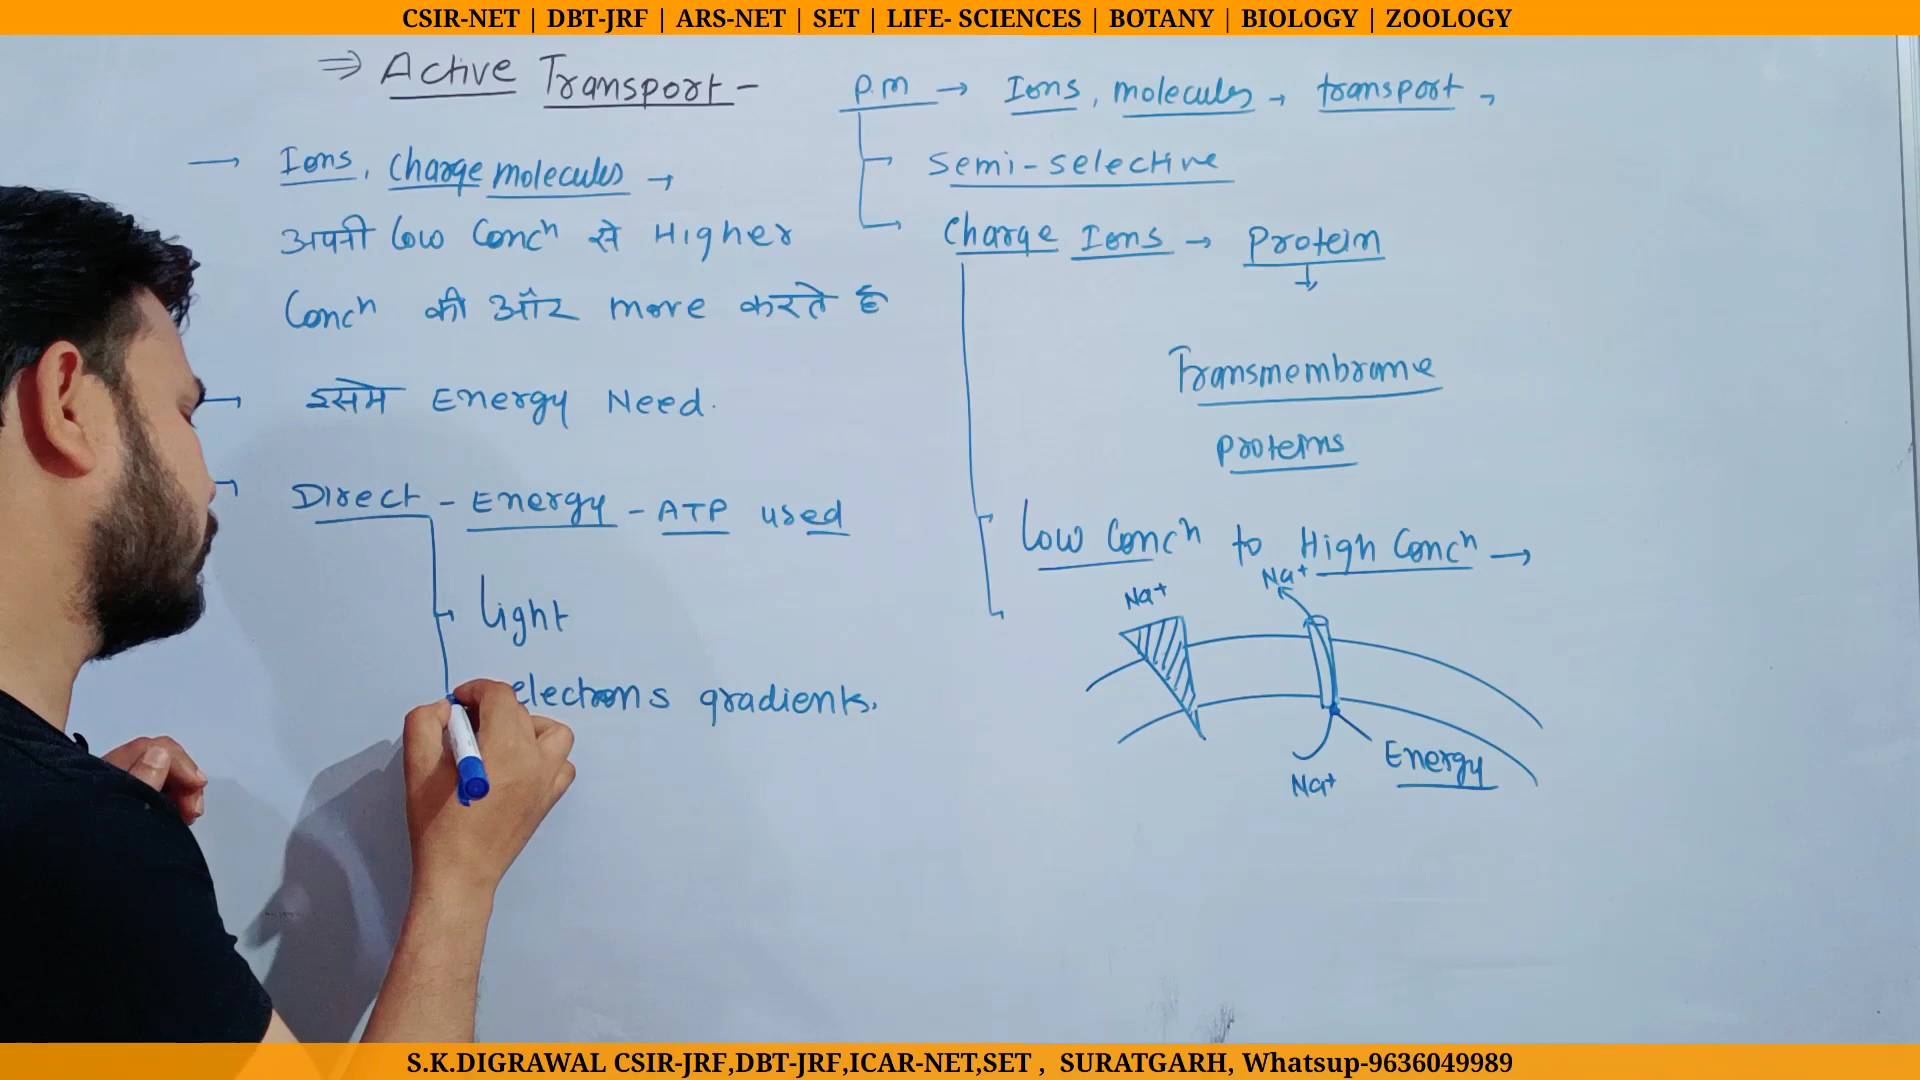 CSIR-NET | DBT-JRF | ARS-NET | SET | LIFE- SCIENCES | BOTANY | BIOLOGY | ZOOLOGY
⇒ Active Transport -
→ Ions, Charge molecules →
अपनी low Concⁿ से Higher
Concⁿ की और move करते है
→ इसमे Energy Need.
→ Direct - Energy - ATP used
light
electrons gradients.
P.M → Ions, molecules → transport →
Semi-selective
Charge Ions → Protein
Transmembrane
Proteins
Low Concⁿ to High Concⁿ →
Na⁺
Na⁺
Energy
Na⁺
S.K.DIGRAWAL CSIR-JRF,DBT-JRF,ICAR-NET,SET , SURATGARH, Whatsup-9636049989